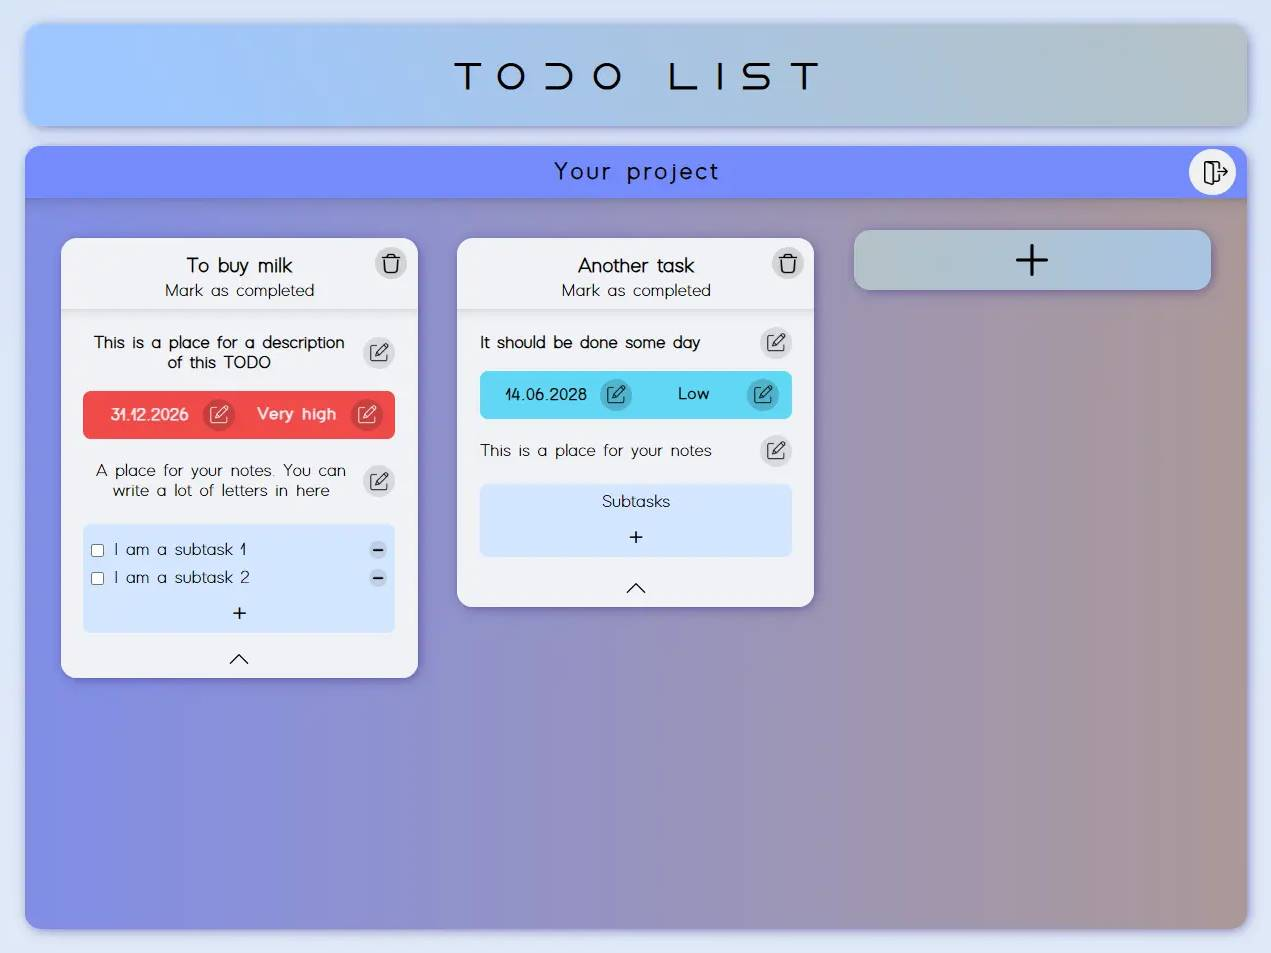 TODO LIST
Your project
To buy milk
Mark as completed
This is a place for a description
of this TODO
31.12.2026
Very high
A place for your notes. You can
write a lot of letters in here
I am a subtask 1
I am a subtask 2
+
Another task
Mark as completed
It should be done some day
14.06.2028
Low
This is a place for your notes
Subtasks
+
+